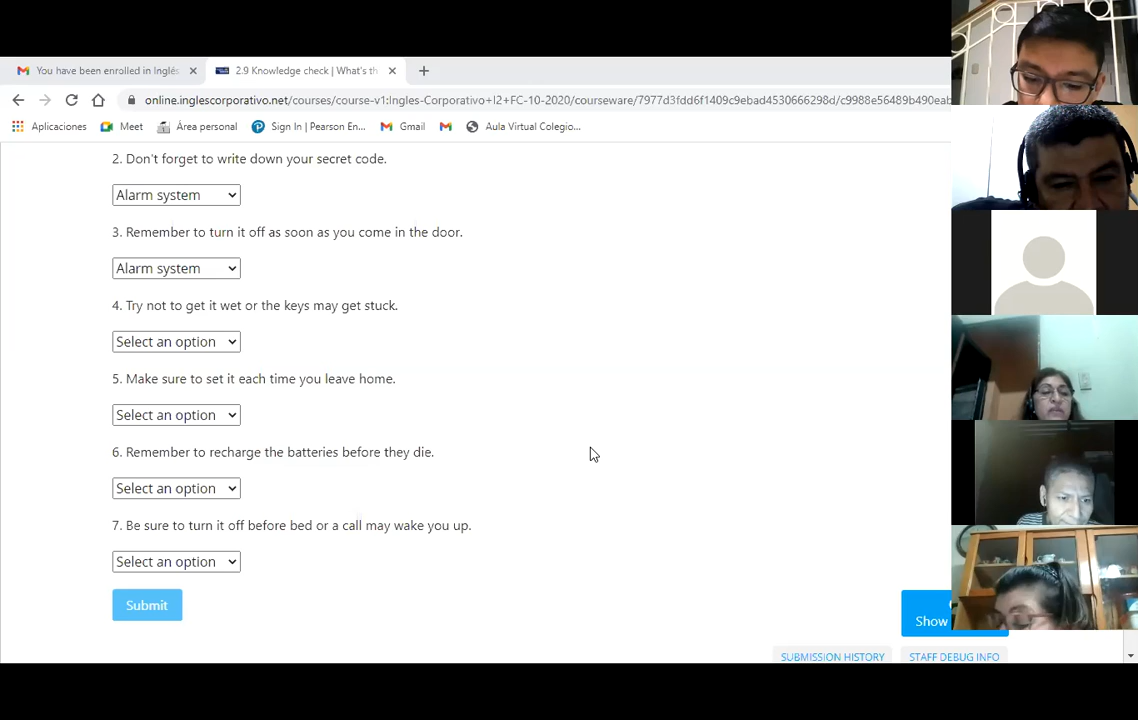 You have been enrolled in Inglés
2.9 Knowledge check | What's th
online.inglescorporativo.net/courses/course-v1:Ingles-Corporativo+I2+FC-10-2020/courseware/7977d3fdd6f1409c9ebad4530666298d/c9988e56489b490eab
Aplicaciones Meet Área personal Sign In | Pearson En... Gmail Aula Virtual Colegio...
2. Don't forget to write down your secret code.
Alarm system
3. Remember to turn it off as soon as you come in the door.
Alarm system
4. Try not to get it wet or the keys may get stuck.
Select an option
5. Make sure to set it each time you leave home.
Select an option
6. Remember to recharge the batteries before they die.
Select an option
7. Be sure to turn it off before bed or a call may wake you up.
Select an option
Submit
Show
SUBMISSION HISTORY STAFF DEBUG INFO